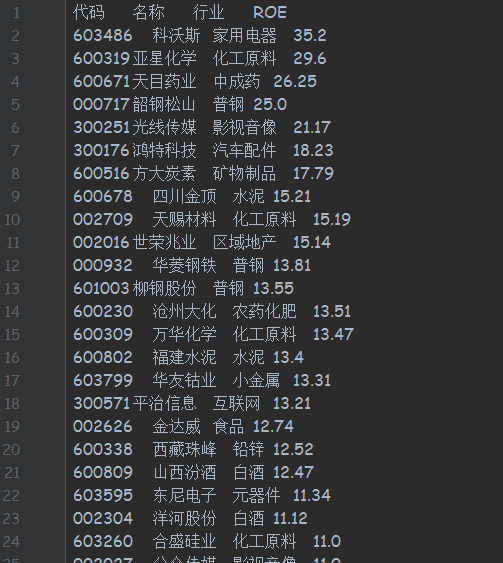 1 代码 名称 行业 ROE
2 603486 科沃斯 家用电器 35.2
3 600319 亚星化学 化工原料 29.6
4 600671 天目药业 中成药 26.25
5 000717 韶钢松山 普钢 25.0
6 300251 光线传媒 影视音像 21.17
7 300176 鸿特科技 汽车配件 18.23
8 600516 方大炭素 矿物制品 17.79
9 600678 四川金顶 水泥 15.21
10 002709 天赐材料 化工原料 15.19
11 002016 世荣兆业 区域地产 15.14
12 000932 华菱钢铁 普钢 13.81
13 601003 柳钢股份 普钢 13.55
14 600230 沧州大化 农药化肥 13.51
15 600309 万华化学 化工原料 13.47
16 600802 福建水泥 水泥 13.4
17 603799 华友钴业 小金属 13.31
18 300571 平治信息 互联网 13.21
19 002626 金达威 食品 12.74
20 600338 西藏珠峰 铅锌 12.52
21 600809 山西汾酒 白酒 12.47
22 603595 东尼电子 元器件 11.34
23 002304 洋河股份 白酒 11.12
24 603260 合盛硅业 化工原料 11.0